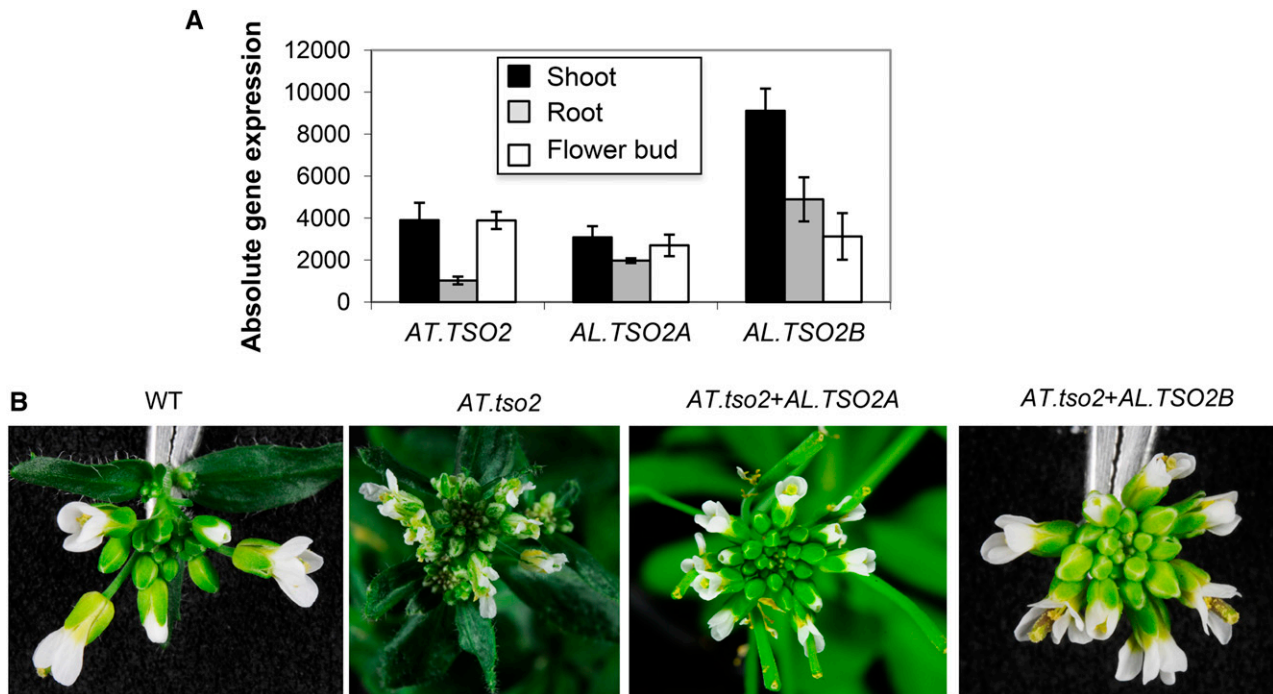 A
Absolute gene expression
12000
10000
8000
6000
4000
2000
0
Shoot
Root
Flower bud
AT.TSO2
AL.TSO2A
AL.TSO2B
B
WT
AT.tso2
AT.tso2+AL.TSO2A
AT.tso2+AL.TSO2B